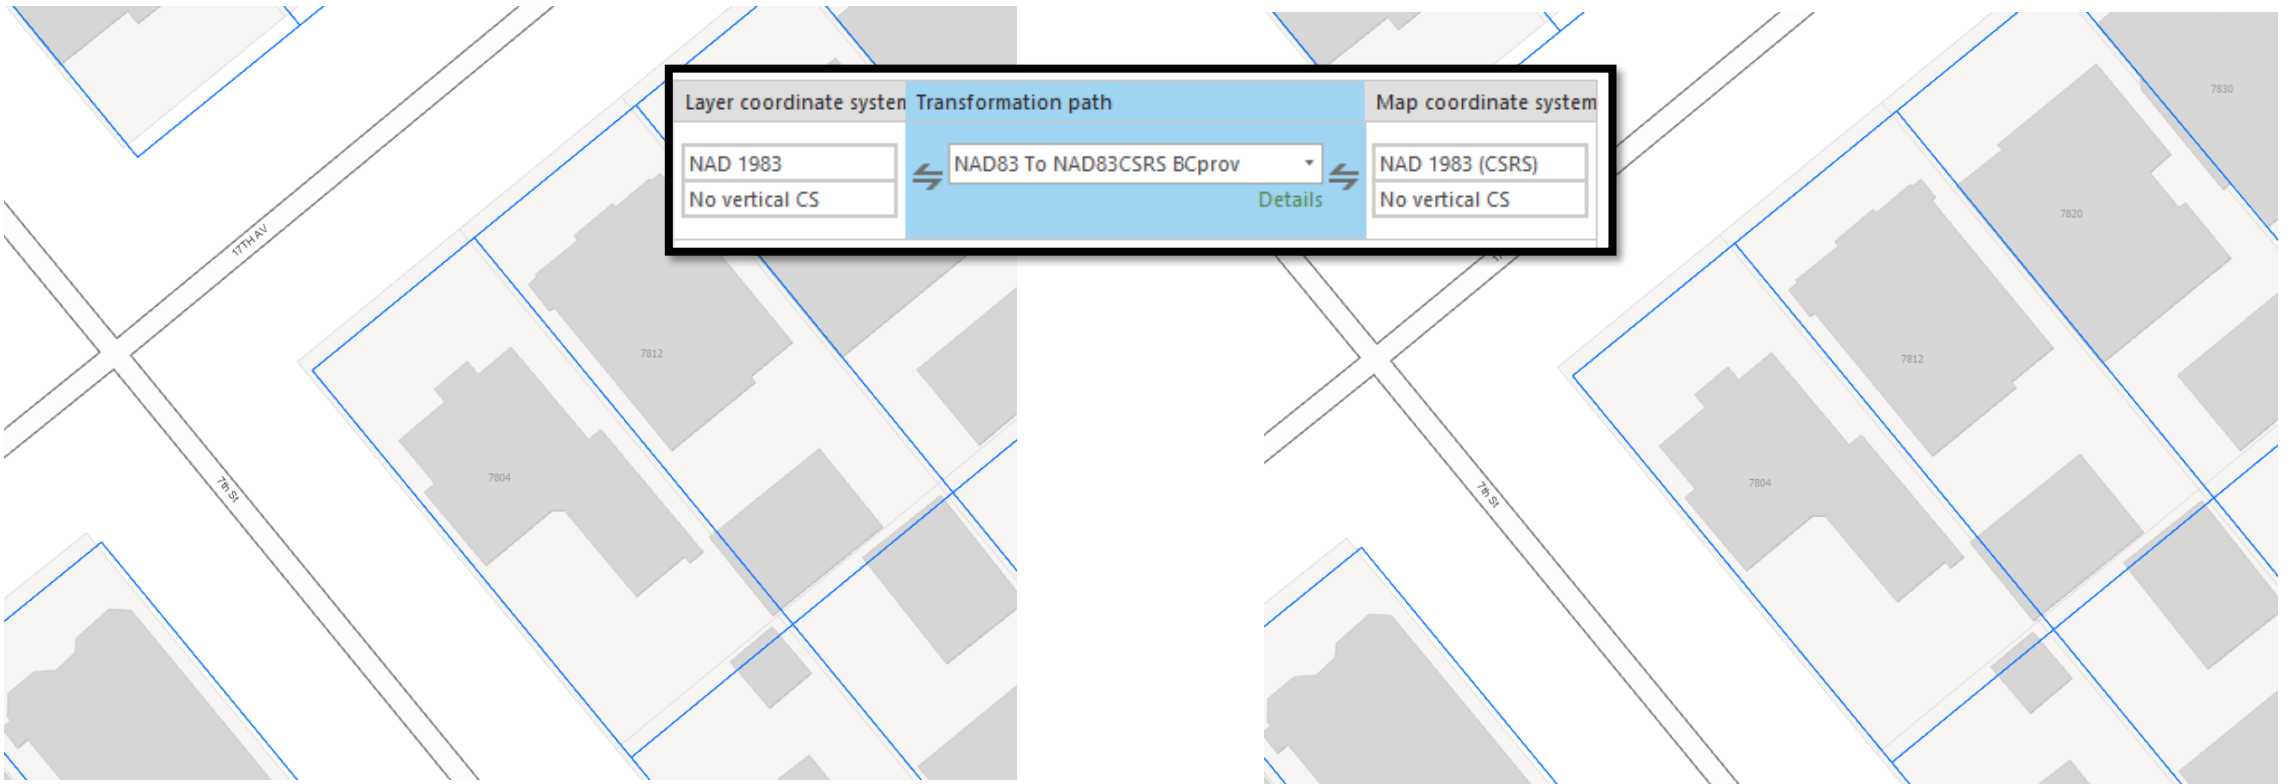 Layer coordinate system
Transformation path
Map coordinate system
NAD 1983
NAD83 To NAD83CSRS BCprov
NAD 1983 (CSRS)
No vertical CS
Details
No vertical CS
17TH AV
7812
7804
7th St
7830
7820
7812
7804
7th St